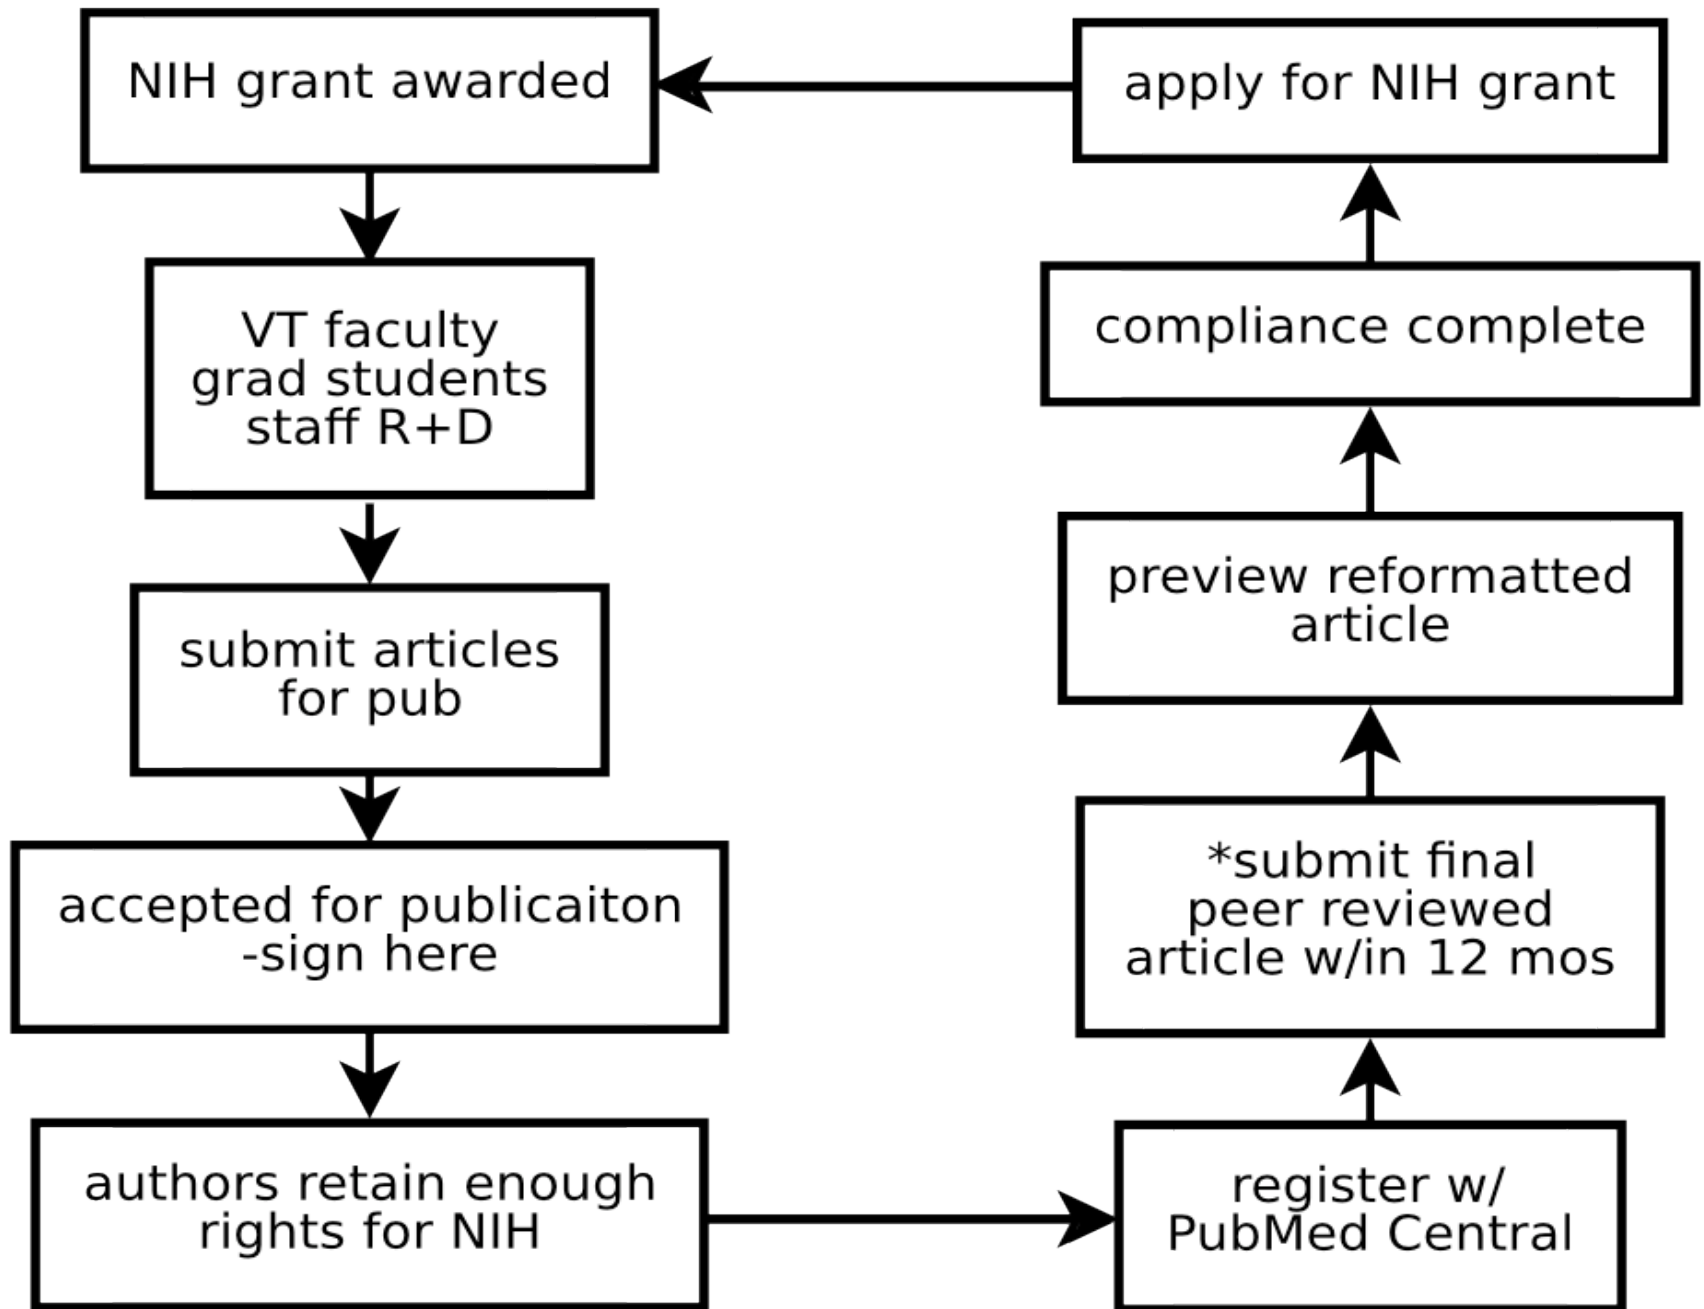 NIH grant awarded
VT faculty
grad students
staff R+D
submit articles
for pub
accepted for publicaiton
-sign here
authors retain enough
rights for NIH
register w/
PubMed Central
*submit final
peer reviewed
article w/in 12 mos
preview reformatted
article
compliance complete
apply for NIH grant